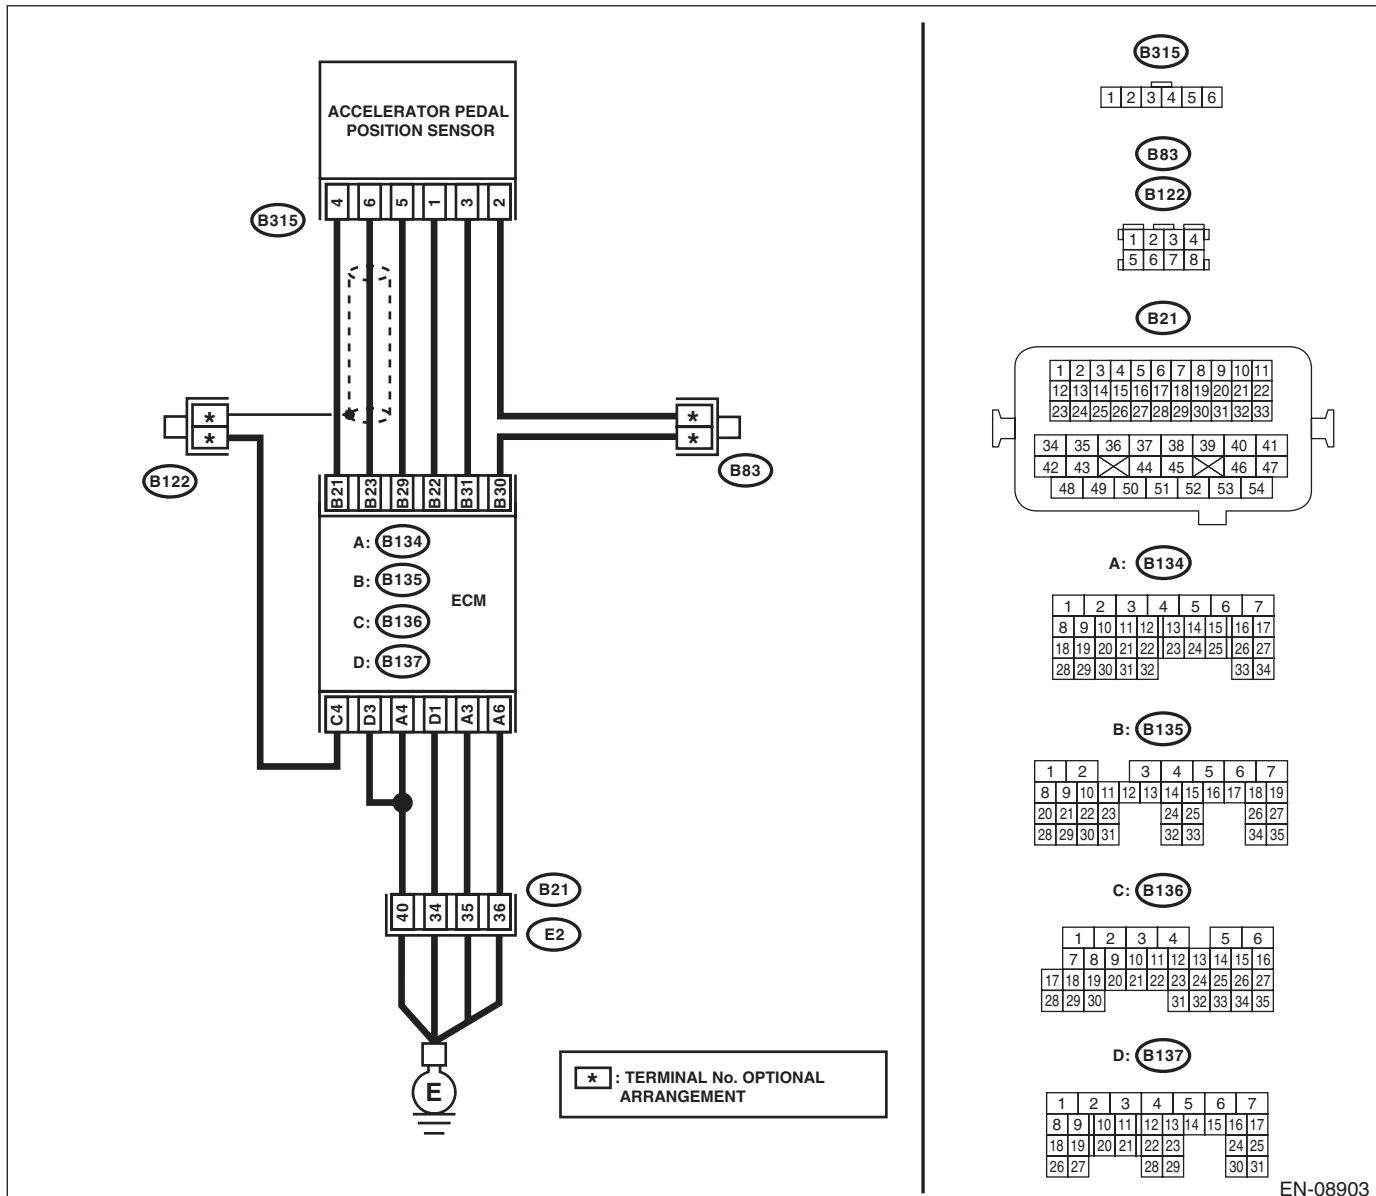 ACCELERATOR PEDAL
POSITION SENSOR
4 6 5 1 3 2
B315
*
*
B122
*
*
B83
B21 B23 B29 B22 B31 B30
A: B134
B: B135
ECM
C: B136
D: B137
C4 D3 A4 D1 A3 A6
B21
40 34 35 36
E2
E
* : TERMINAL No. OPTIONAL
ARRANGEMENT
B315
1 2 3 4 5 6
B83
B122
1 2 3 4
5 6 7 8
B21
1 2 3 4 5 6 7 8 9 10 11
12 13 14 15 16 17 18 19 20 21 22
23 24 25 26 27 28 29 30 31 32 33
34 35 36 37 38 39 40 41
42 43 44 45 46 47
48 49 50 51 52 53 54
A: B134
1 2 3 4 5 6 7
8 9 10 11 12 13 14 15 16 17
18 19 20 21 22 23 24 25 26 27
28 29 30 31 32 33 34
B: B135
1 2 3 4 5 6 7
8 9 10 11 12 13 14 15 16 17 18 19
20 21 22 23 24 25 26 27
28 29 30 31 32 33 34 35
C: B136
1 2 3 4 5 6
7 8 9 10 11 12 13 14 15 16
17 18 19 20 21 22 23 24 25 26 27
28 29 30 31 32 33 34 35
D: B137
1 2 3 4 5 6 7
8 9 10 11 12 13 14 15 16 17
18 19 20 21 22 23 24 25
26 27 28 29 30 31
EN-08903